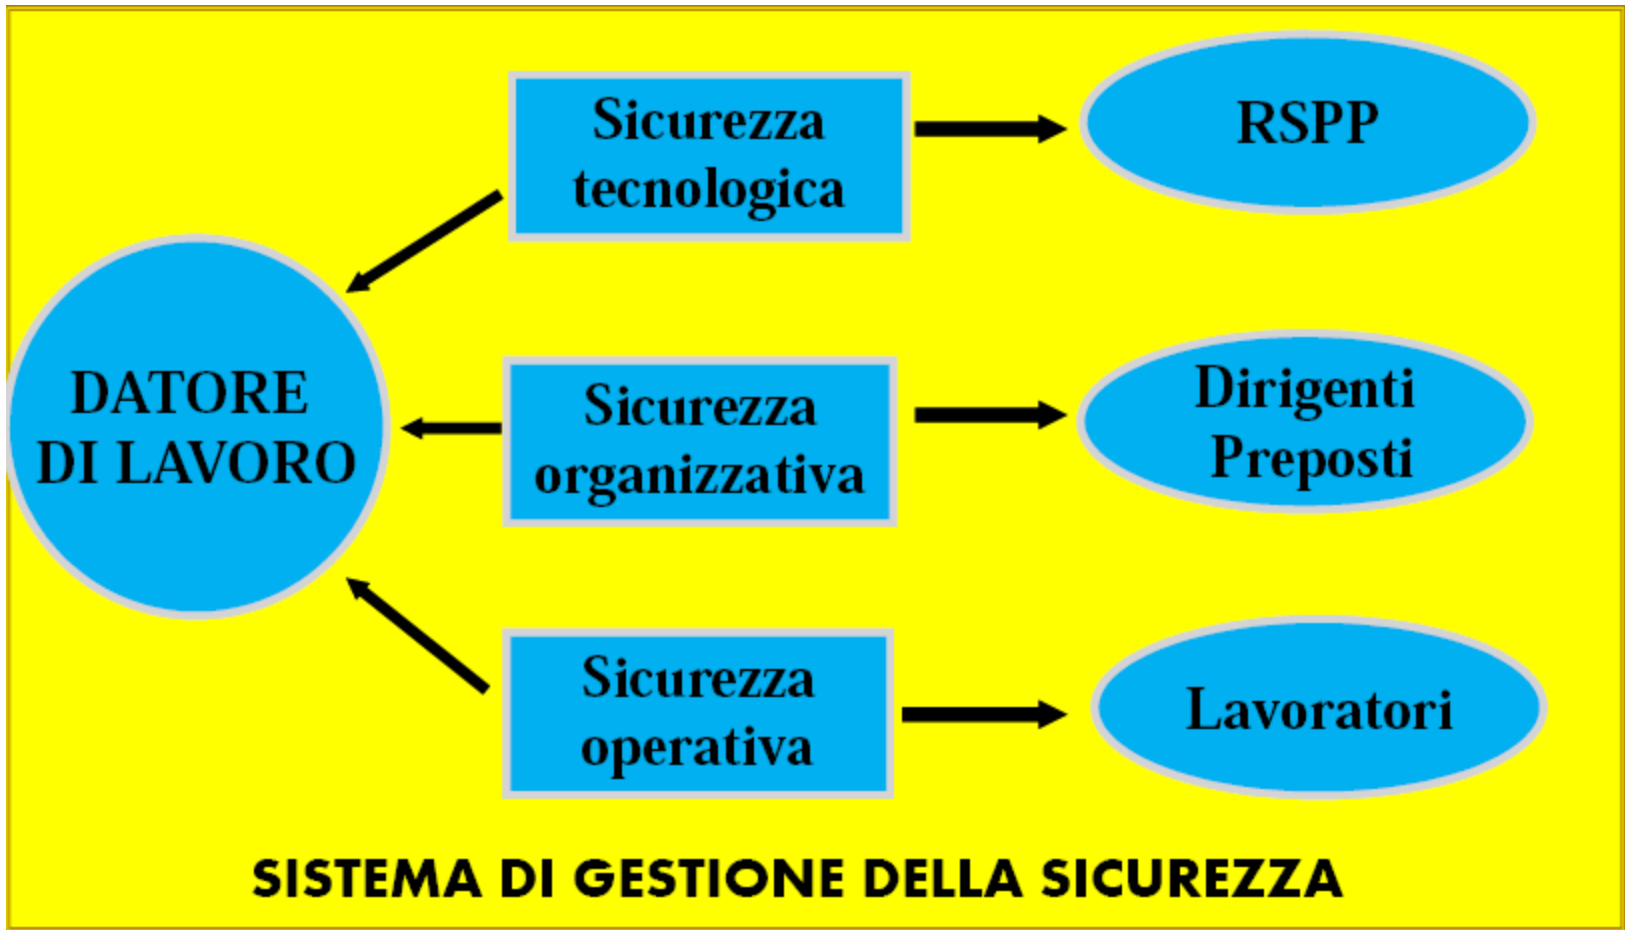 Sicurezza
tecnologica
RSPP
DATORE
DI LAVORO
Sicurezza
organizzativa
Dirigenti
Preposti
Sicurezza
operativa
Lavoratori
SISTEMA DI GESTIONE DELLA SICUREZZA